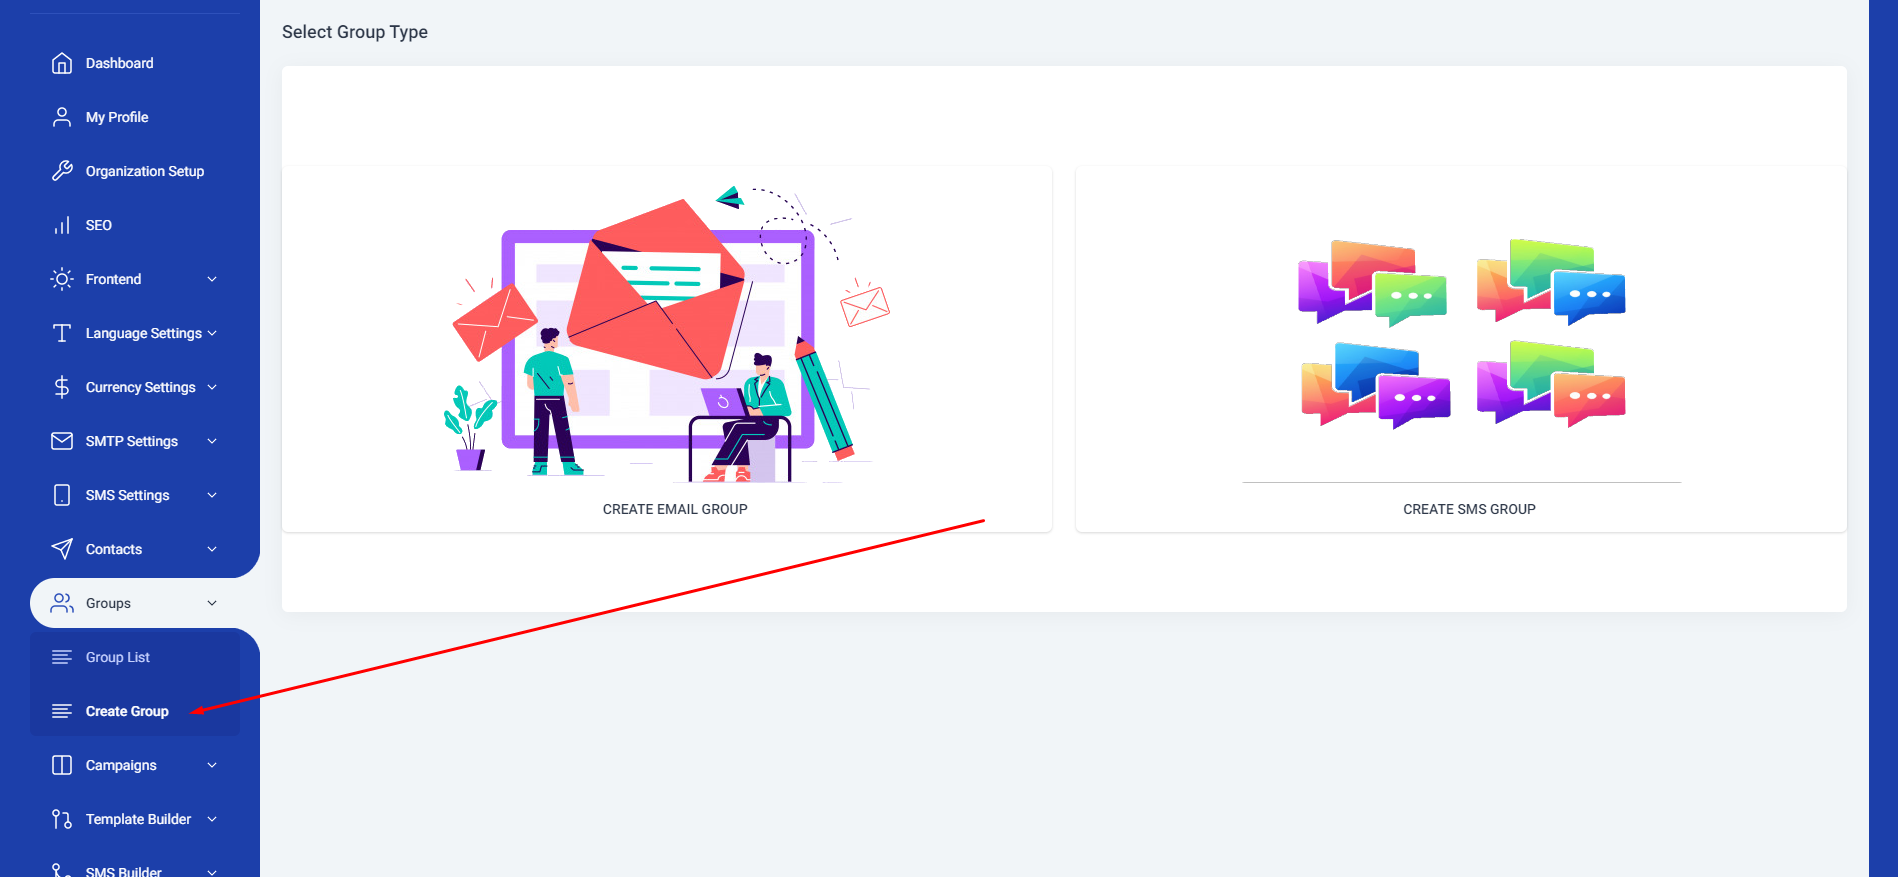 Dashboard
My Profile
Organization Setup
SEO
Frontend
Language Settings
Currency Settings
SMTP Settings
SMS Settings
Contacts
Groups
Group List
Create Group
Campaigns
Template Builder
SMS Builder
Select Group Type
CREATE EMAIL GROUP
CREATE SMS GROUP